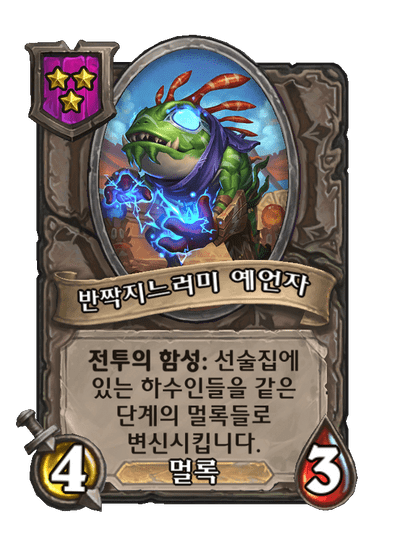 반짝지느러미 예언자
전투의 함성: 선술집에
있는 하수인들을 같은
단계의 멀록들로
변신시킵니다.
4
멀록
3